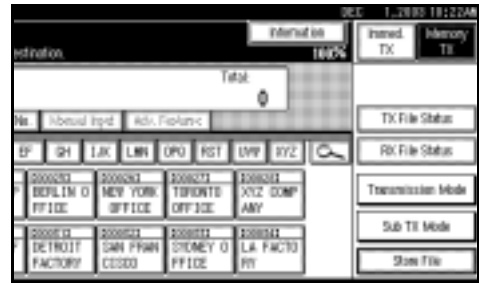 DEC 1,2003 10:22AM
Information
Immed. TX
Memory TX
estination.
100%
Total:
0
No.
Manual Input
Adv. Features
TX File Status
EF
GH
IJK
LMN
OPQ
RST
UVW
XYZ
RX File Status
BERLIN O
FFICE
NEW YORK
OFFICE
TORONTO
OFFICE
XYZ COMP
ANY
Transmission Mode
DETROIT
FACTORY
SAN FRAN
CISCO
SYDNEY O
FFICE
LA FACTO
RY
Sub TX Mode
Store File